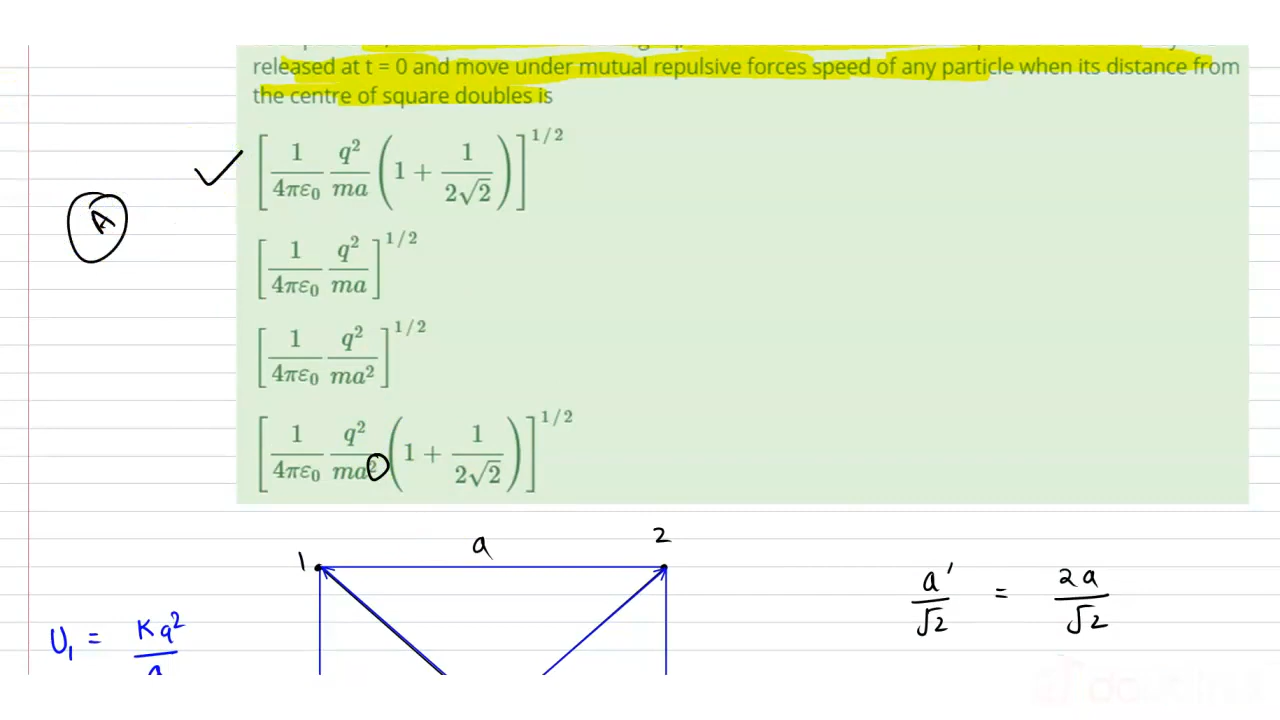 released at t = 0 and move under mutual repulsive forces speed of any particle when its distance from
the centre of square doubles is
[1/4πε₀ q²/ma (1 + 1/2√2)]^1/2
A
[1/4πε₀ q²/ma]^1/2
[1/4πε₀ q²/ma²]^1/2
[1/4πε₀ q²/ma² (1 + 1/2√2)]^1/2
1 a 2
a'/√2 = 2a/√2
U₁ = Kq²/a